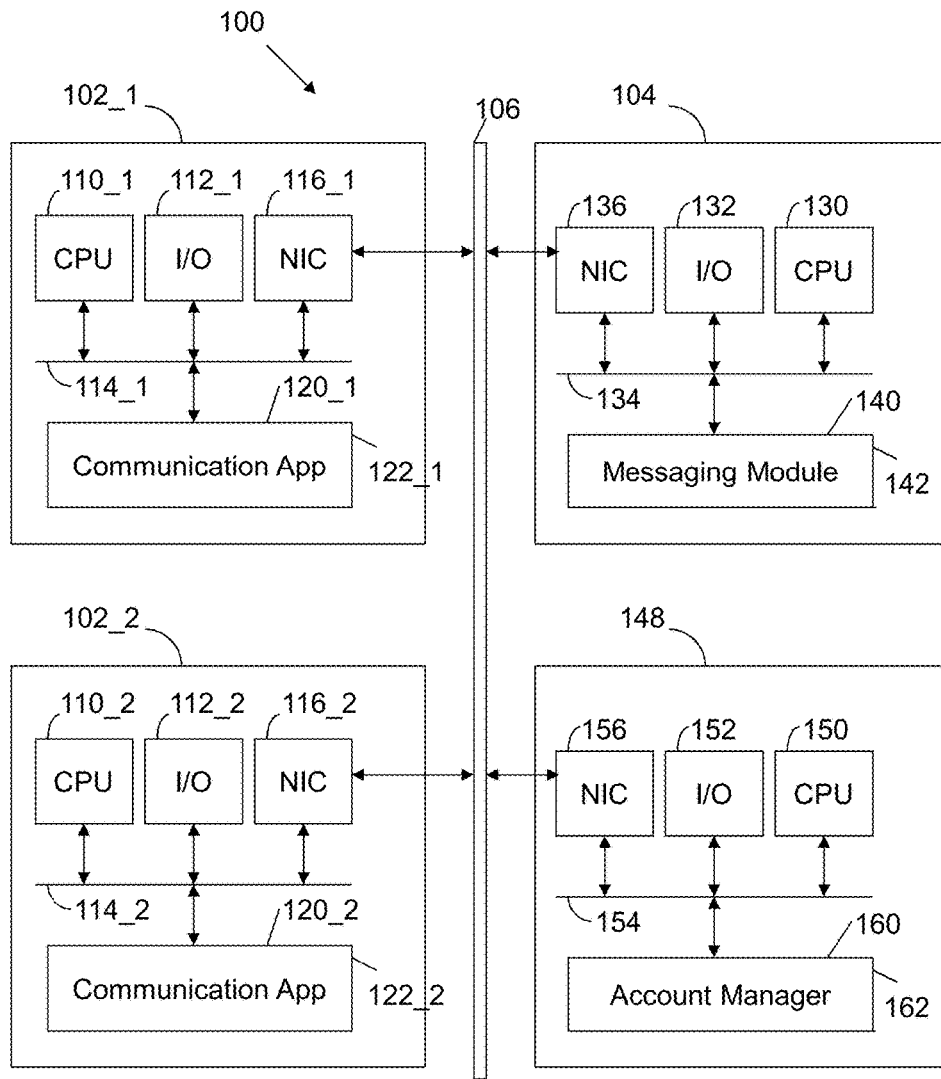 100
102_1
106
104
110_1 112_1 116_1
136 132 130
CPU I/O NIC
NIC I/O CPU
114_1 120_1
134 140
Communication App
122_1
Messaging Module
142
102_2
148
110_2 112_2 116_2
156 152 150
CPU I/O NIC
NIC I/O CPU
114_2 120_2
154 160
Communication App
122_2
Account Manager
162